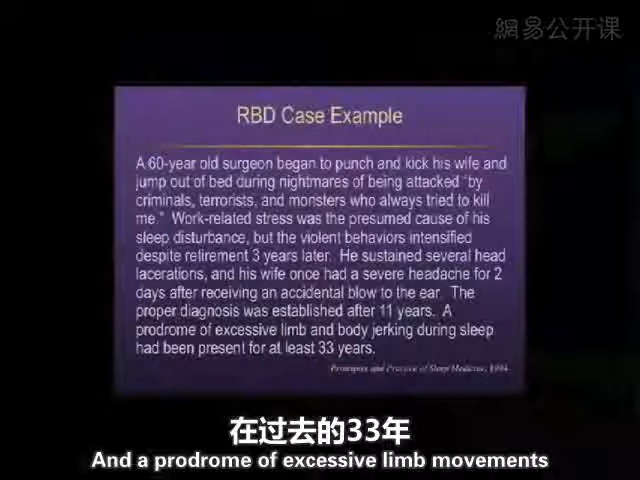 網易公开课
RBD Case Example
A 60-year old surgeon began to punch and kick his wife and
jump out of bed during nightmares of being attacked "by
criminals, terrorists, and monsters who always tried to kill
me." Work-related stress was the presumed cause of his
sleep disturbance, but the violent behaviors intensified
despite retirement 3 years later. He sustained several head
lacerations, and his wife once had a severe headache for 2
days after receiving an accidental blow to the ear. The
proper diagnosis was established after 11 years. A
prodrome of excessive limb and body jerking during sleep
had been present for at least 33 years.
Principles and Practice of Sleep Medicine, 1994
在过去的33年
And a prodrome of excessive limb movements